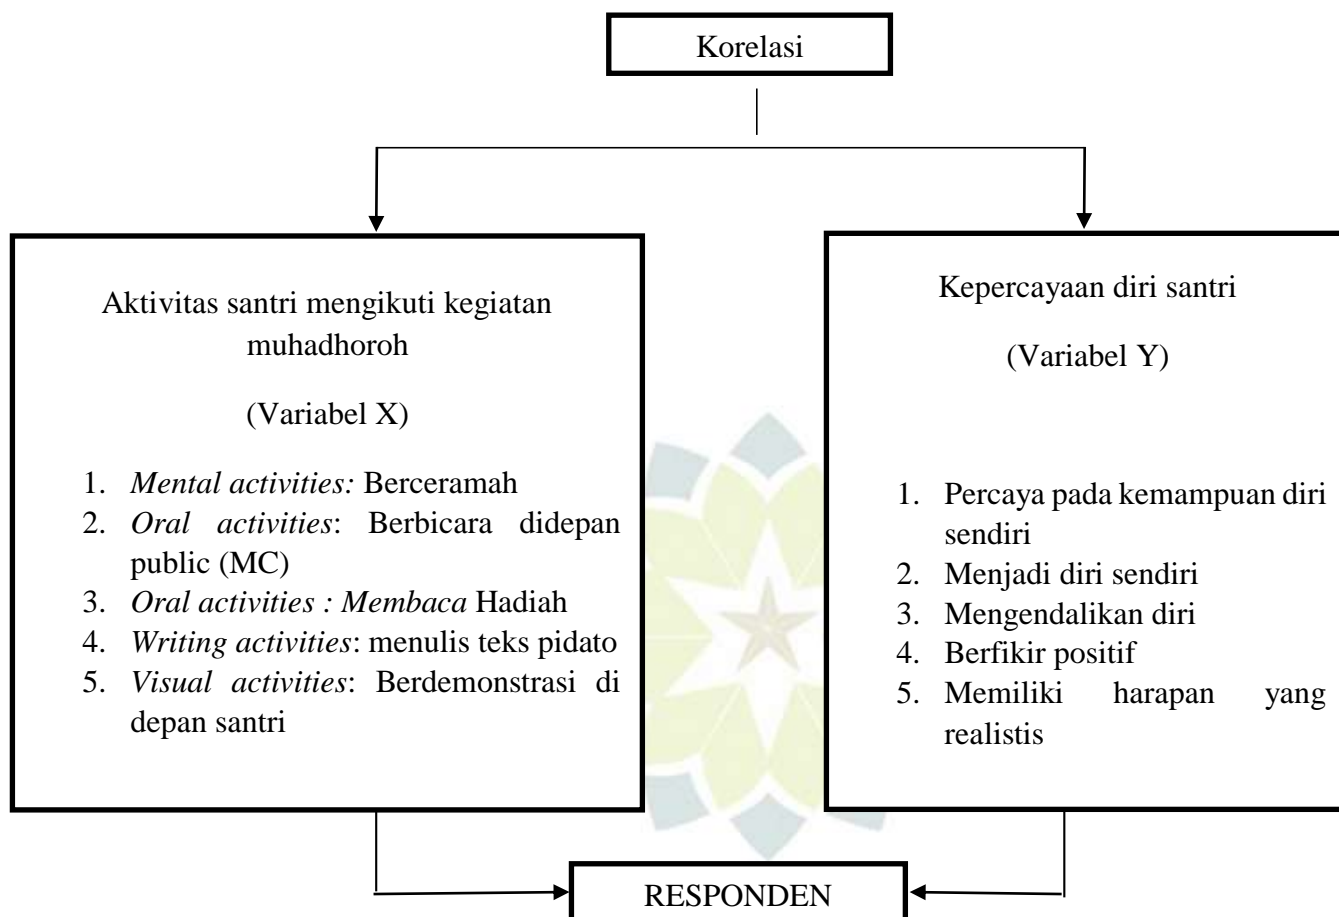 Korelasi
Aktivitas santri mengikuti kegiatan
muhadhoroh
(Variabel X)
1. Mental activities: Berceramah
2. Oral activities: Berbicara didepan
public (MC)
3. Oral activities : Membaca Hadiah
4. Writing activities: menulis teks pidato
5. Visual activities: Berdemonstrasi di
depan santri
Kepercayaan diri santri
(Variabel Y)
1. Percaya pada kemampuan diri
sendiri
2. Menjadi diri sendiri
3. Mengendalikan diri
4. Berfikir positif
5. Memiliki harapan yang
realistis
RESPONDEN